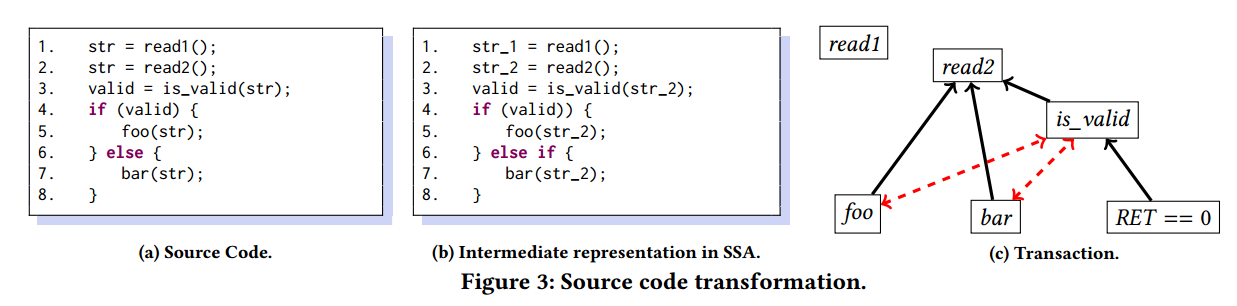 1. str = read1();
2. str = read2();
3. valid = is_valid(str);
4. if (valid) {
5. foo(str);
6. } else {
7. bar(str);
8. }
(a) Source Code.
1. str_1 = read1();
2. str_2 = read2();
3. valid = is_valid(str_2);
4. if (valid)) {
5. foo(str_2);
6. } else if {
7. bar(str_2);
8. }
(b) Intermediate representation in SSA.
read1
read2
is_valid
foo
bar
RET == 0
(c) Transaction.
Figure 3: Source code transformation.